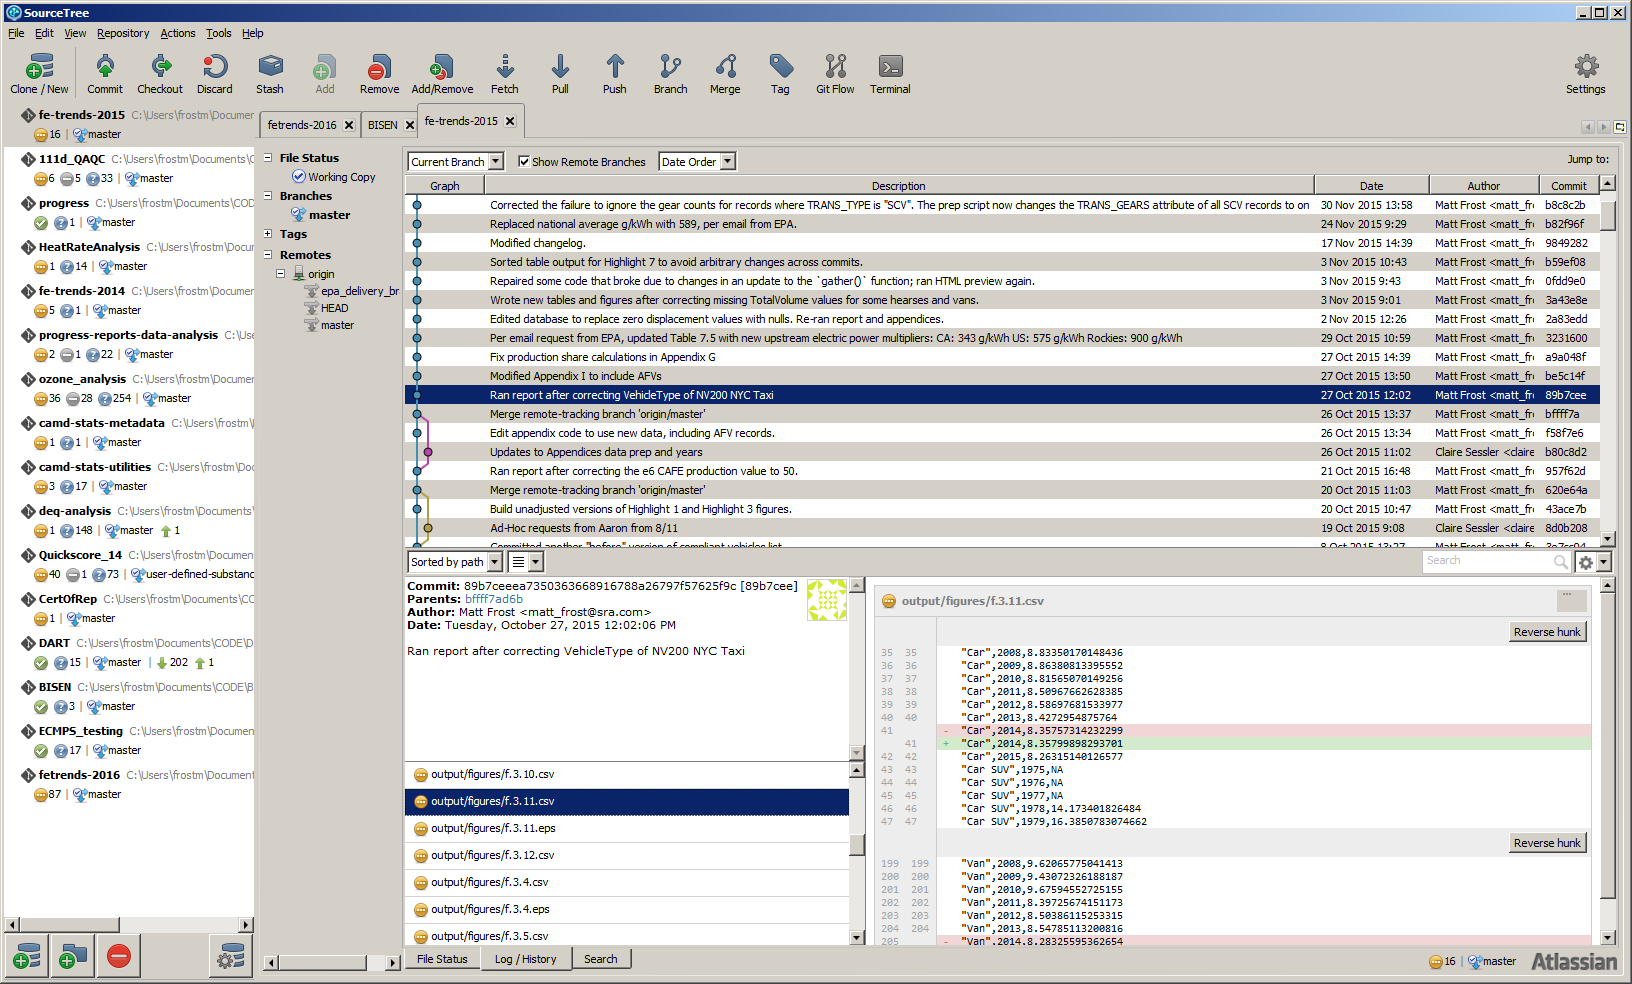 SourceTree
File Edit View Repository Actions Tools Help
Clone / New Commit Checkout Discard Stash Add Remove Add/Remove Fetch Pull Push Branch Merge Tag Git Flow Terminal Settings
fe-trends-2015 C:\Users\frostm\Documer
16 | master
111d_QAQC C:\Users\frostm\Documents\C
6 5 33 | master
progress C:\Users\frostm\Documents\COD
1 | master
HeatRateAnalysis C:\Users\frostm\Docum
1 14 | master
fe-trends-2014 C:\Users\frostm\Documer
5 1 | master
progress-reports-data-analysis C:\Use
2 1 22 | master
ozone_analysis C:\Users\frostm\Documen
36 28 254 | master
camd-stats-metadata C:\Users\frostm\D
1 1 | master
camd-stats-utilities C:\Users\frostm\Do
3 17 | master
deq-analysis C:\Users\frostm\Documents
1 148 | master 1
Quickscore_14 C:\Users\frostm\Documen
40 1 73 | user-defined-substanc
CertOfRep C:\Users\frostm\Documents\CC
1 | master
DART C:\Users\frostm\Documents\CODE\D
15 | master | 202 1
BISEN C:\Users\frostm\Documents\CODE\B
3 | master
ECMPS_testing C:\Users\frostm\Docume
17 | master
fetrends-2016 C:\Users\frostm\Document
87 | master
fetrends-2016 BISEN fe-trends-2015
File Status
Working Copy
Branches
master
Tags
Remotes
origin
epa_delivery_br
HEAD
master
Current Branch Show Remote Branches Date Order Jump to:
Graph Description Date Author Commit
Corrected the failure to ignore the gear counts for records where TRANS_TYPE is "SCV". The prep script now changes the TRANS_GEARS attribute of all SCV records to on 30 Nov 2015 13:58 Matt Frost <matt_frc b8c8c2b
Replaced national average g/kWh with 589, per email from EPA. 24 Nov 2015 9:29 Matt Frost <matt_frc b82f96f
Modified changelog. 17 Nov 2015 14:39 Matt Frost <matt_frc 9849282
Sorted table output for Highlight 7 to avoid arbitrary changes across commits. 3 Nov 2015 10:43 Matt Frost <matt_frc b59ef08
Repaired some code that broke due to changes in an update to the `gather()` function; ran HTML preview again. 3 Nov 2015 9:43 Matt Frost <matt_frc 0fdd9e0
Wrote new tables and figures after correcting missing TotalVolume values for some hearses and vans. 3 Nov 2015 9:01 Matt Frost <matt_frc 3a43e8e
Edited database to replace zero displacement values with nulls. Re-ran report and appendices. 2 Nov 2015 12:26 Matt Frost <matt_frc 2a83edd
Per email request from EPA, updated Table 7.5 with new upstream electric power multipliers: CA: 343 g/kWh US: 575 g/kWh Rockies: 900 g/kWh 29 Oct 2015 10:59 Matt Frost <matt_frc 3231600
Fix production share calculations in Appendix G 27 Oct 2015 14:39 Matt Frost <matt_frc a9a048f
Modified Appendix I to include AFVs 27 Oct 2015 13:50 Matt Frost <matt_frc be5c14f
Ran report after correcting VehicleType of NV200 NYC Taxi 27 Oct 2015 12:02 Matt Frost <matt_frc 89b7cee
Merge remote-tracking branch 'origin/master' 26 Oct 2015 13:37 Matt Frost <matt_frc bffff7a
Edit appendix code to use new data, including AFV records. 26 Oct 2015 13:34 Matt Frost <matt_frc f58f7e6
Updates to Appendices data prep and years 26 Oct 2015 11:02 Claire Sessler <claire b80c8d2
Ran report after correcting the e6 CAFE production value to 50. 21 Oct 2015 16:48 Matt Frost <matt_frc 957f62d
Merge remote-tracking branch 'origin/master' 20 Oct 2015 11:03 Matt Frost <matt_frc 620e64a
Build unadjusted versions of Highlight 1 and Highlight 3 figures. 20 Oct 2015 10:47 Matt Frost <matt_frc 43ace7b
Ad-Hoc requests from Aaron from 8/11 19 Oct 2015 9:08 Claire Sessler <claire 8d0b208
Committed another "before" version of compliant vehicles list 8 Oct 2015 13:27 Matt Frost <matt_frc
Sorted by path Search
Commit: 89b7ceeea7350363668916788a26797f57625f9c [89b7cee]
Parents: bffff7ad6b
Author: Matt Frost <matt_frost@sra.com>
Date: Tuesday, October 27, 2015 12:02:06 PM
Ran report after correcting VehicleType of NV200 NYC Taxi
output/figures/f.3.10.csv
output/figures/f.3.11.csv
output/figures/f.3.11.eps
output/figures/f.3.12.csv
output/figures/f.3.4.csv
output/figures/f.3.4.eps
output/figures/f.3.5.csv
output/figures/f.3.11.csv ...
Reverse hunk
35 35 "Car",2008,8.83350170148436
36 36 "Car",2009,8.86380813395552
37 37 "Car",2010,8.81565070149256
38 38 "Car",2011,8.50967662628385
39 39 "Car",2012,8.58697681533977
40 40 "Car",2013,8.4272954875764
41 - "Car",2014,8.35757314232299
41 + "Car",2014,8.35799898293701
42 42 "Car",2015,8.26315140126577
43 43 "Car SUV",1975,NA
44 44 "Car SUV",1976,NA
45 45 "Car SUV",1977,NA
46 46 "Car SUV",1978,14.173401826484
47 47 "Car SUV",1979,16.3850783074662
Reverse hunk
199 199 "Van",2008,9.62065775041413
200 200 "Van",2009,9.43072326188187
201 201 "Van",2010,9.67594552725155
202 202 "Van",2011,8.39725764151173
203 203 "Van",2012,8.50386115253315
204 204 "Van",2013,8.54785113200816
205 - "Van",2014,8.28325595362654
File Status Log / History Search
16 | master Atlassian